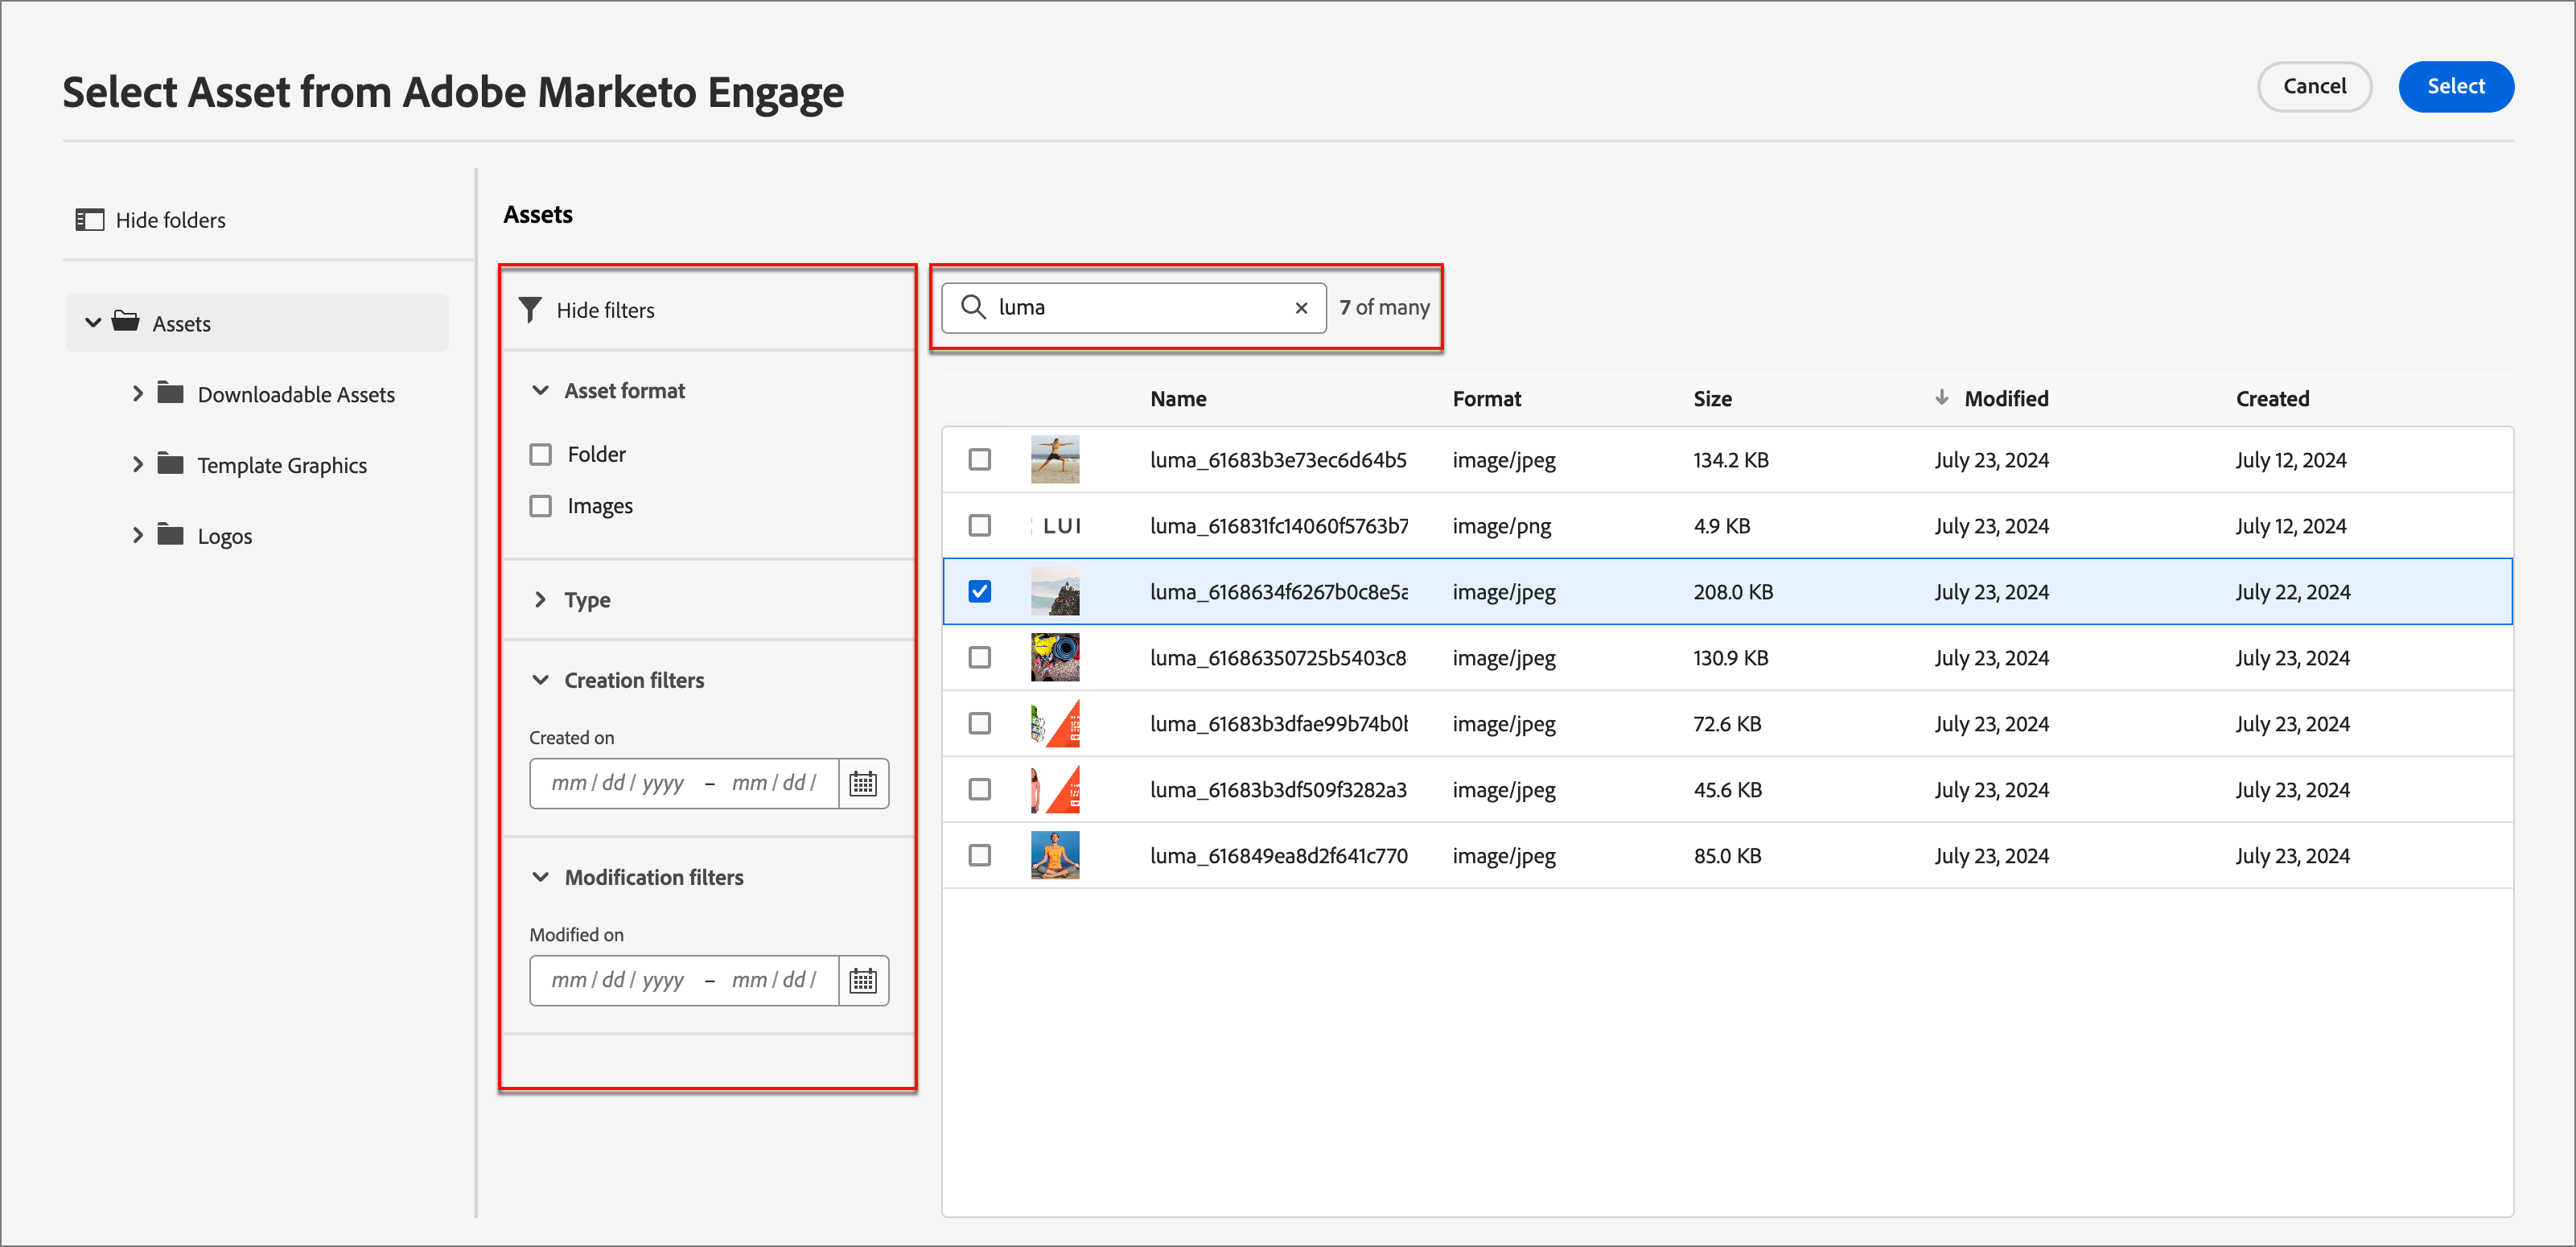 Select Asset from Adobe Marketo Engage
Cancel
Select
Hide folders
Assets
Downloadable Assets
Template Graphics
Logos
Assets
Hide filters
Asset format
Folder
Images
Type
Creation filters
Created on
mm / dd / yyyy – mm / dd /
Modification filters
Modified on
mm / dd / yyyy – mm / dd /
luma
7 of many
Name Format Size Modified Created
luma_61683b3e73ec6d64b5 image/jpeg 134.2 KB July 23, 2024 July 12, 2024
LUI luma_616831fc14060f5763b7 image/png 4.9 KB July 23, 2024 July 12, 2024
luma_6168634f6267b0c8e5a image/jpeg 208.0 KB July 23, 2024 July 22, 2024
luma_61686350725b5403c8 image/jpeg 130.9 KB July 23, 2024 July 23, 2024
luma_61683b3dfae99b74b0b image/jpeg 72.6 KB July 23, 2024 July 23, 2024
luma_61683b3df509f3282a3 image/jpeg 45.6 KB July 23, 2024 July 23, 2024
luma_616849ea8d2f641c770 image/jpeg 85.0 KB July 23, 2024 July 23, 2024